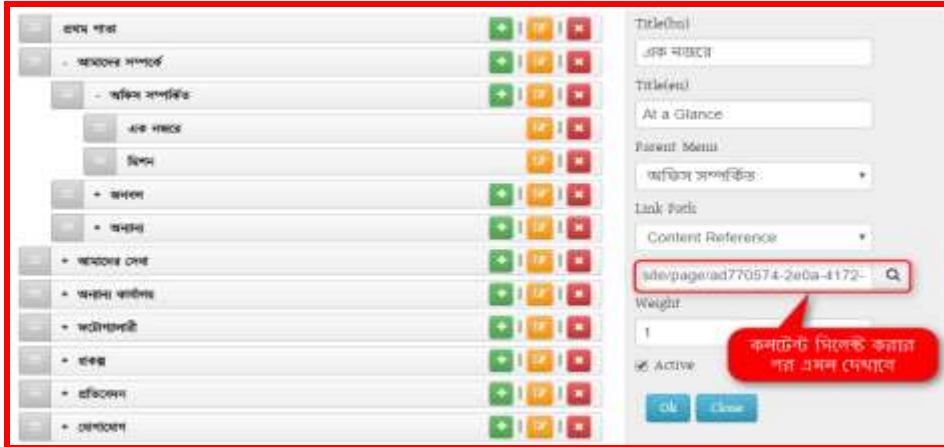 প্রথম পাতা
- আমাদের সম্পর্কে
- অফিস সম্পর্কিত
এক নজরে
মিশন
+ জনবল
+ অন্যান্য
+ আমাদের সেবা
+ অন্যান্য কার্যালয়
+ ফটোগ্যালারী
+ প্রকল্প
+ প্রতিবেদন
+ যোগাযোগ
Title(bn)
এক নজরে
Title(en)
At a Glance
Parent Menu
অফিস সম্পর্কিত
Link Path
Content Reference
site/page/ad770574-2e0a-4172-
Weight
1
কনটেন্ট সিলেক্ট করার
পর এমন দেখাবে
Active
Ok Close